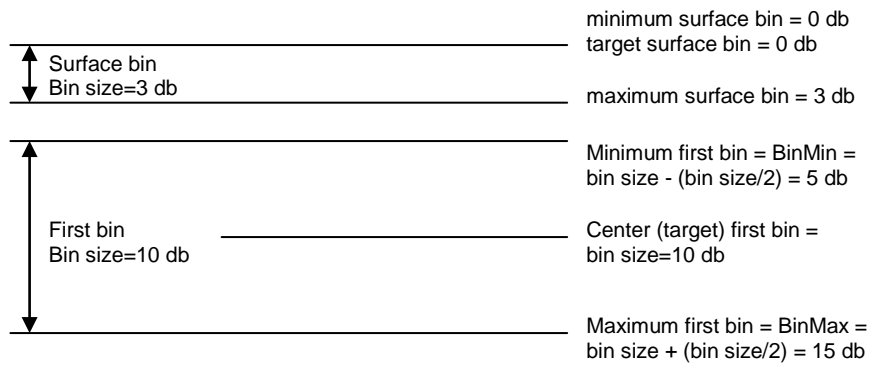 minimum surface bin = 0 db
target surface bin = 0 db
Surface bin
Bin size=3 db
maximum surface bin = 3 db
Minimum first bin = BinMin =
bin size - (bin size/2) = 5 db
First bin
Bin size=10 db
Center (target) first bin =
bin size=10 db
Maximum first bin = BinMax =
bin size + (bin size/2) = 15 db